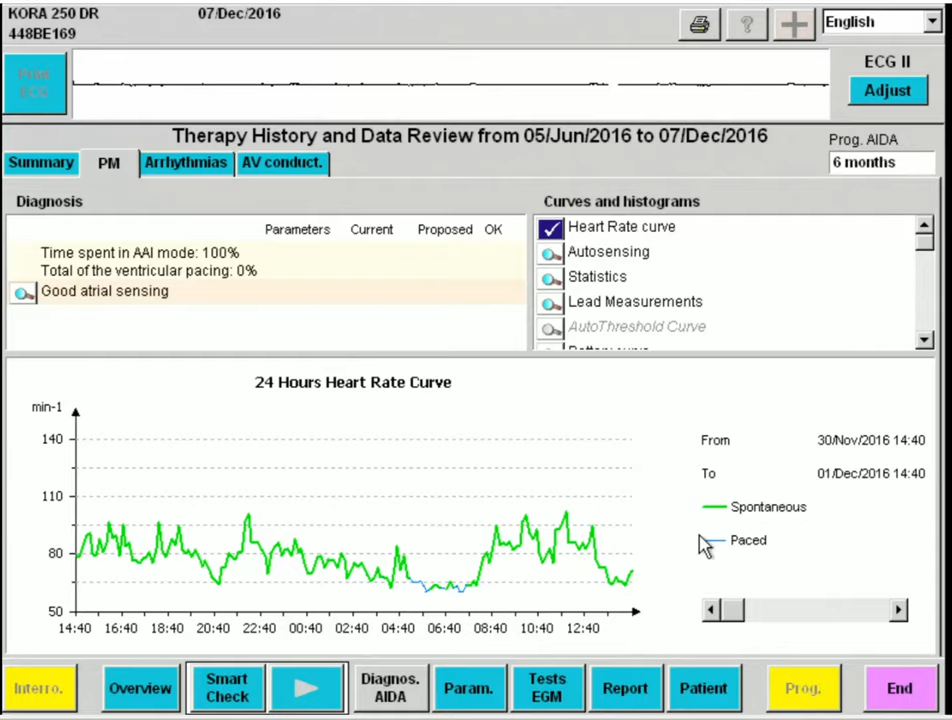 KORA 250 DR 07/Dec/2016
448BE169
English
Print
ECG
ECG II
Adjust
Therapy History and Data Review from 05/Jun/2016 to 07/Dec/2016
Prog. AIDA
6 months
Summary PM Arrhythmias AV conduct.
Diagnosis
Parameters Current Proposed OK
Time spent in AAI mode: 100%
Total of the ventricular pacing: 0%
Good atrial sensing
Curves and histograms
Heart Rate curve
Autosensing
Statistics
Lead Measurements
AutoThreshold Curve
24 Hours Heart Rate Curve
min-1
140
110
80
50
14:40 16:40 18:40 20:40 22:40 00:40 02:40 04:40 06:40 08:40 10:40 12:40
From 30/Nov/2016 14:40
To 01/Dec/2016 14:40
Spontaneous
Paced
Interro. Overview Smart Check Diagnos. AIDA Param. Tests EGM Report Patient Prog. End